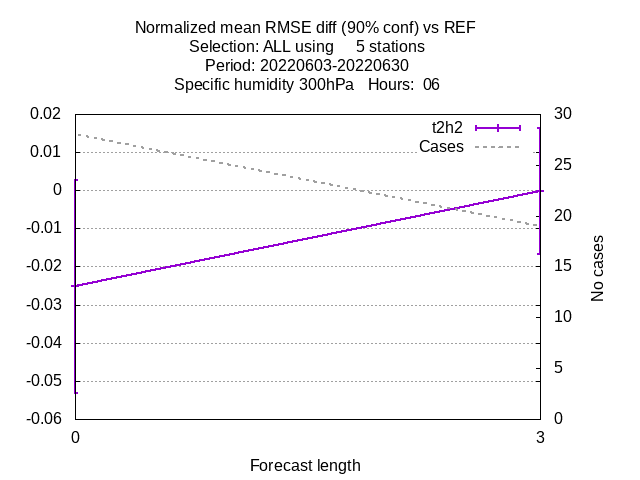 Normalized mean RMSE diff (90% conf) vs REF
Selection: ALL using     5 stations
Period: 20220603-20220630
Specific humidity 300hPa   Hours:  06
t2h2
Cases
0.02
0.01
0
-0.01
-0.02
-0.03
-0.04
-0.05
-0.06
30
25
20
15
10
5
0
No cases
0
3
Forecast length